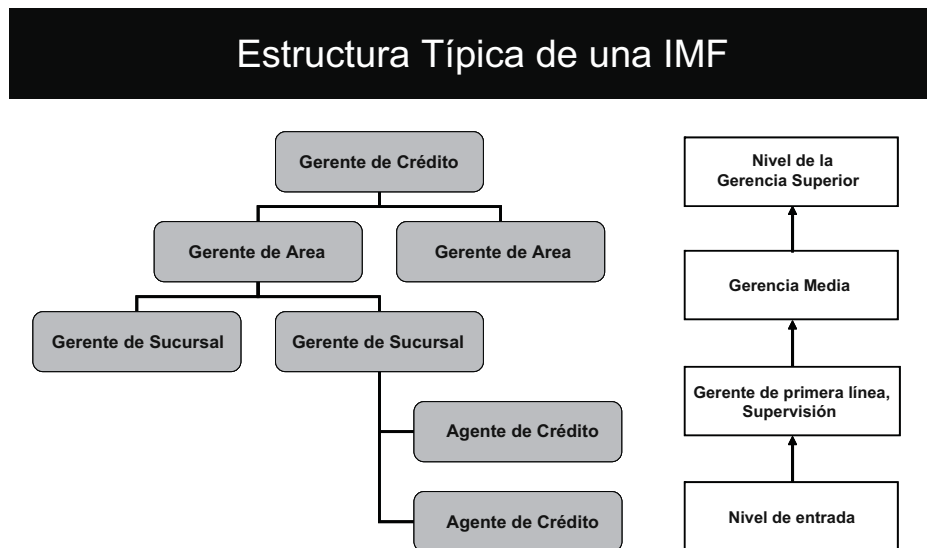 Estructura Típica de una IMF
Gerente de Crédito
Gerente de Area
Gerente de Area
Gerente de Sucursal
Gerente de Sucursal
Agente de Crédito
Agente de Crédito
Nivel de la
Gerencia Superior
Gerencia Media
Gerente de primera línea,
Supervisión
Nivel de entrada